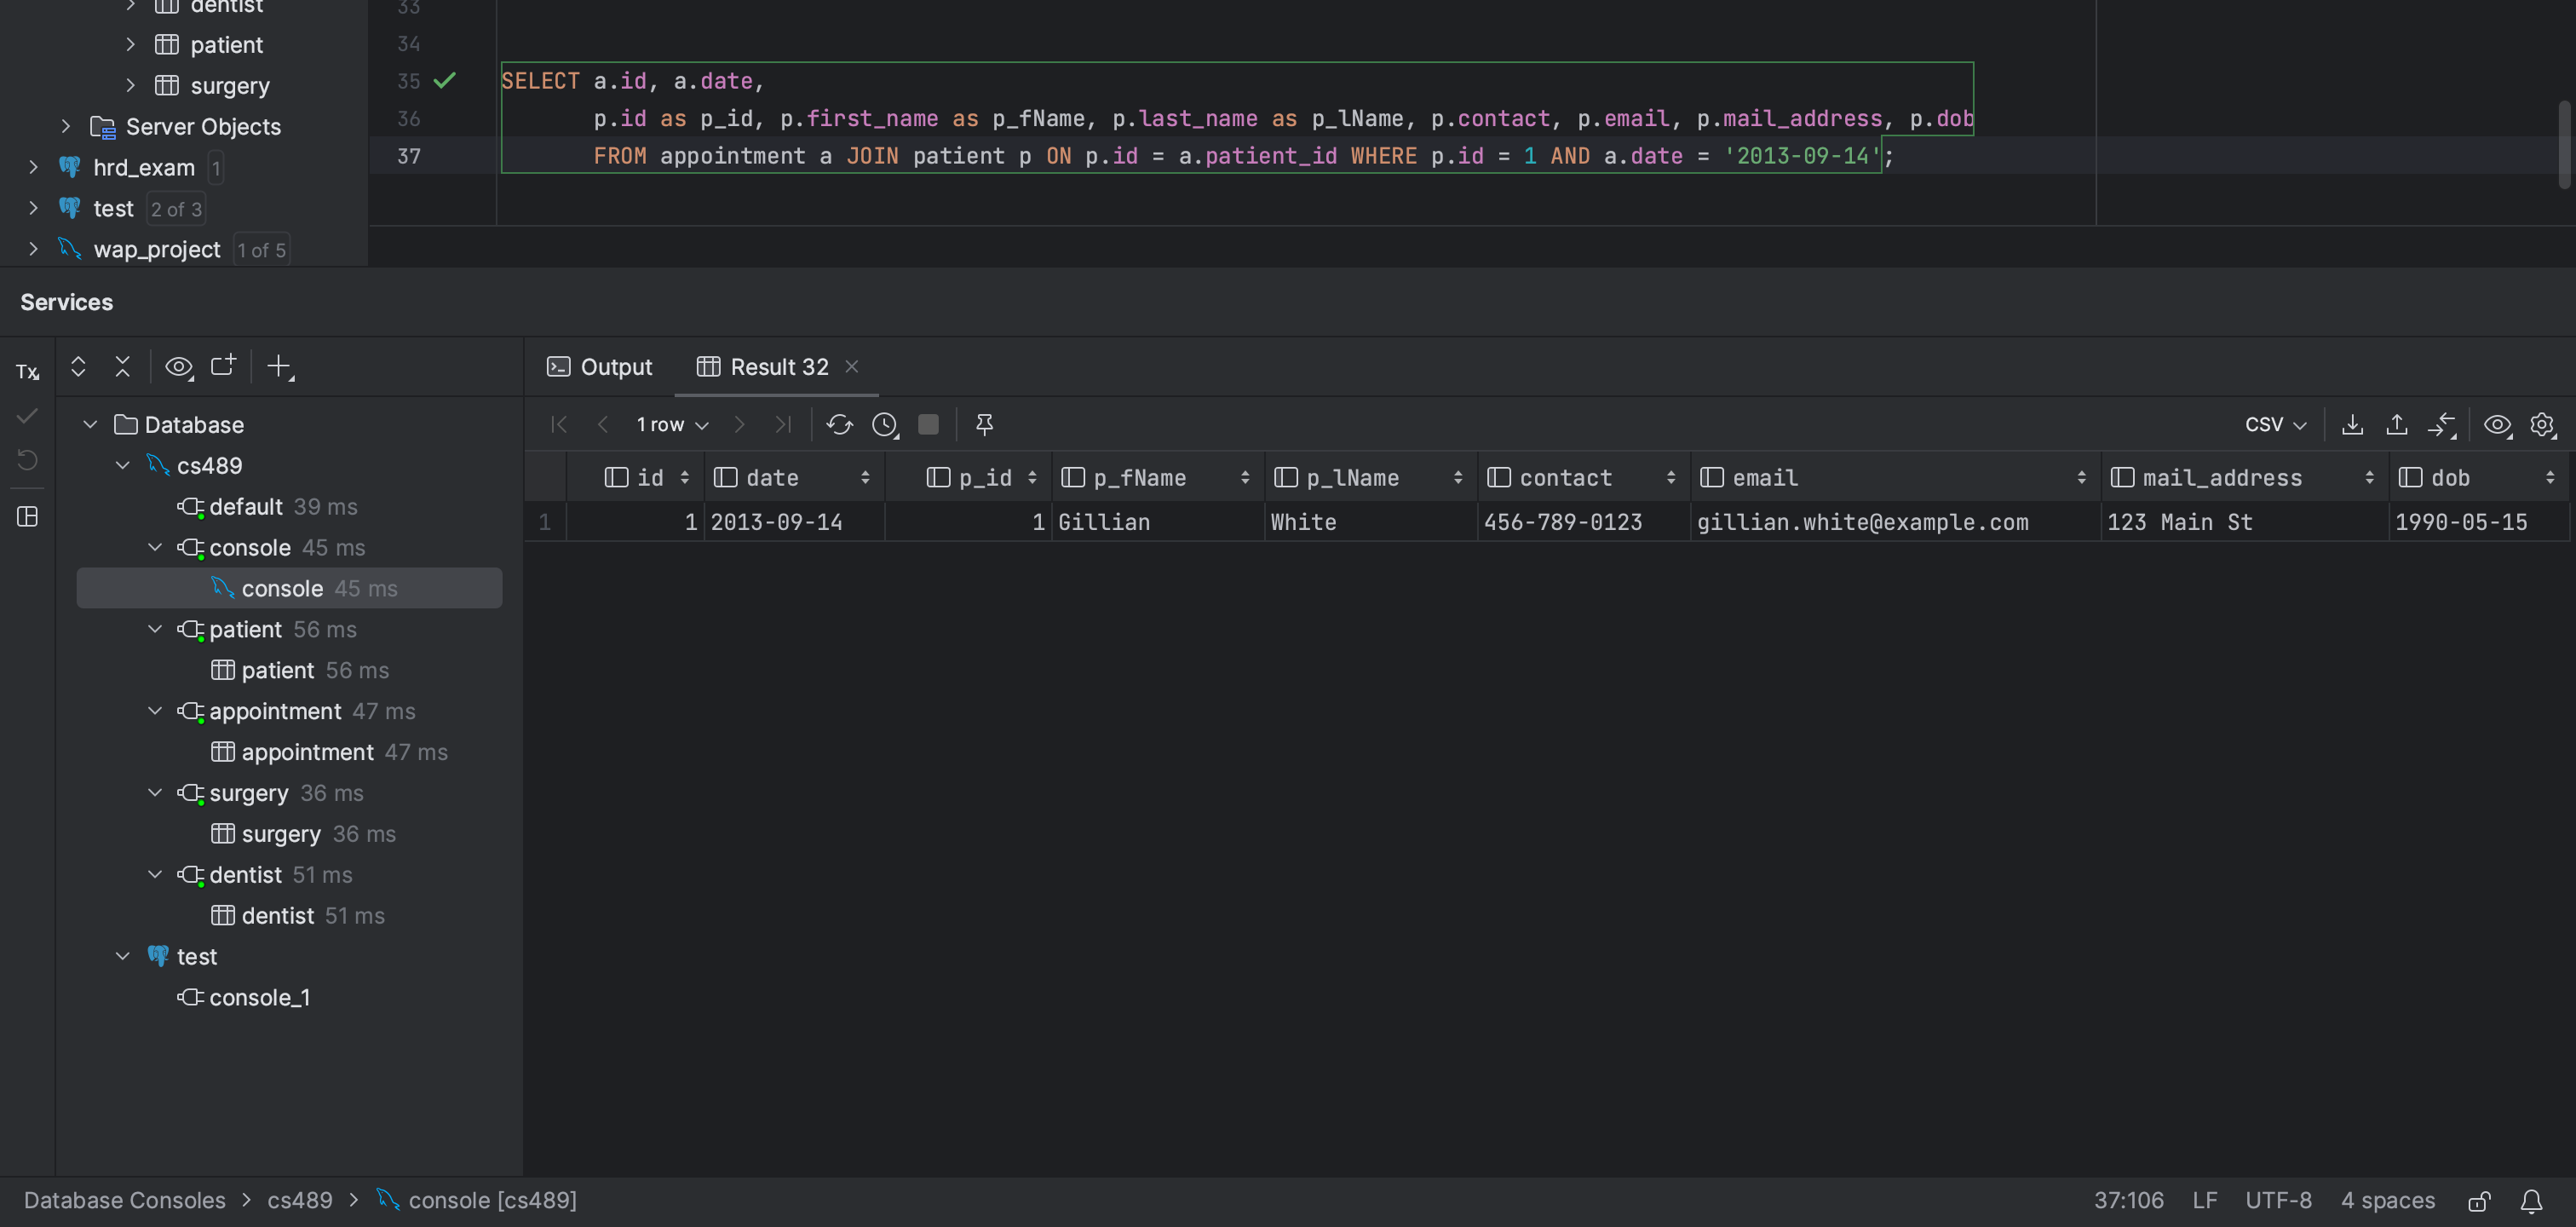 dentist
patient
surgery
Server Objects
hrd_exam 1
test 2 of 3
wap_project 1 of 5
33
34
35 SELECT a.id, a.date,
36 p.id as p_id, p.first_name as p_fName, p.last_name as p_lName, p.contact, p.email, p.mail_address, p.dob
37 FROM appointment a JOIN patient p ON p.id = a.patient_id WHERE p.id = 1 AND a.date = '2013-09-14';
Services
Tx
Database
cs489
default 39 ms
console 45 ms
console 45 ms
patient 56 ms
patient 56 ms
appointment 47 ms
appointment 47 ms
surgery 36 ms
surgery 36 ms
dentist 51 ms
dentist 51 ms
test
console_1
Output Result 32
1 row CSV
id date p_id p_fName p_lName contact email mail_address dob
1 1 2013-09-14 1 Gillian White 456-789-0123 gillian.white@example.com 123 Main St 1990-05-15
Database Consoles > cs489 > console [cs489] 37:106 LF UTF-8 4 spaces